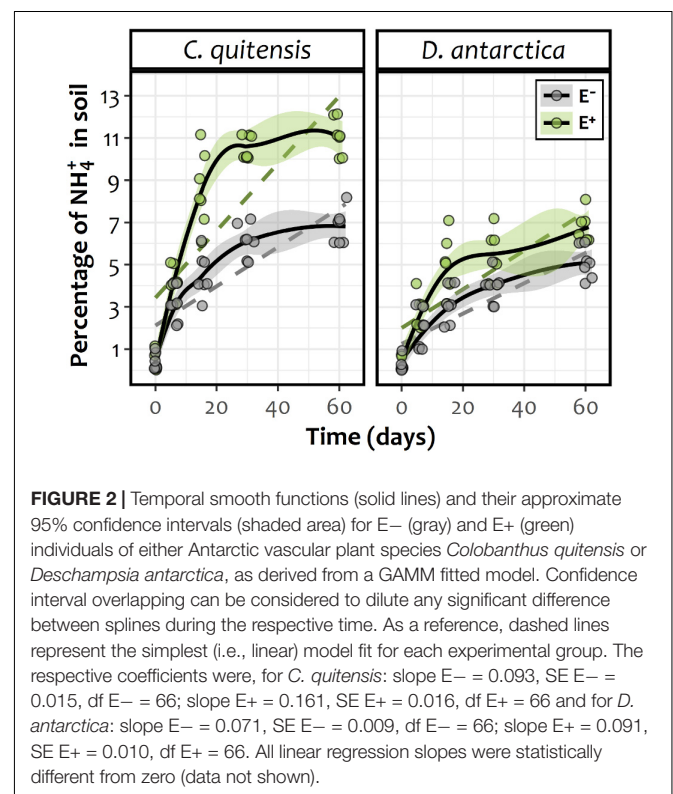 C. quitensis
D. antarctica
E−
E+
Percentage of NH₄⁺ in soil
13
11
9
7
5
3
1
0 20 40 60
0 20 40 60
Time (days)
FIGURE 2 | Temporal smooth functions (solid lines) and their approximate
95% confidence intervals (shaded area) for E− (gray) and E+ (green)
individuals of either Antarctic vascular plant species Colobanthus quitensis or
Deschampsia antarctica, as derived from a GAMM fitted model. Confidence
interval overlapping can be considered to dilute any significant difference
between splines during the respective time. As a reference, dashed lines
represent the simplest (i.e., linear) model fit for each experimental group. The
respective coefficients were, for C. quitensis: slope E− = 0.093, SE E− =
0.015, df E− = 66; slope E+ = 0.161, SE E+ = 0.016, df E+ = 66 and for D.
antarctica: slope E− = 0.071, SE E− = 0.009, df E− = 66; slope E+ = 0.091,
SE E+ = 0.010, df E+ = 66. All linear regression slopes were statistically
different from zero (data not shown).